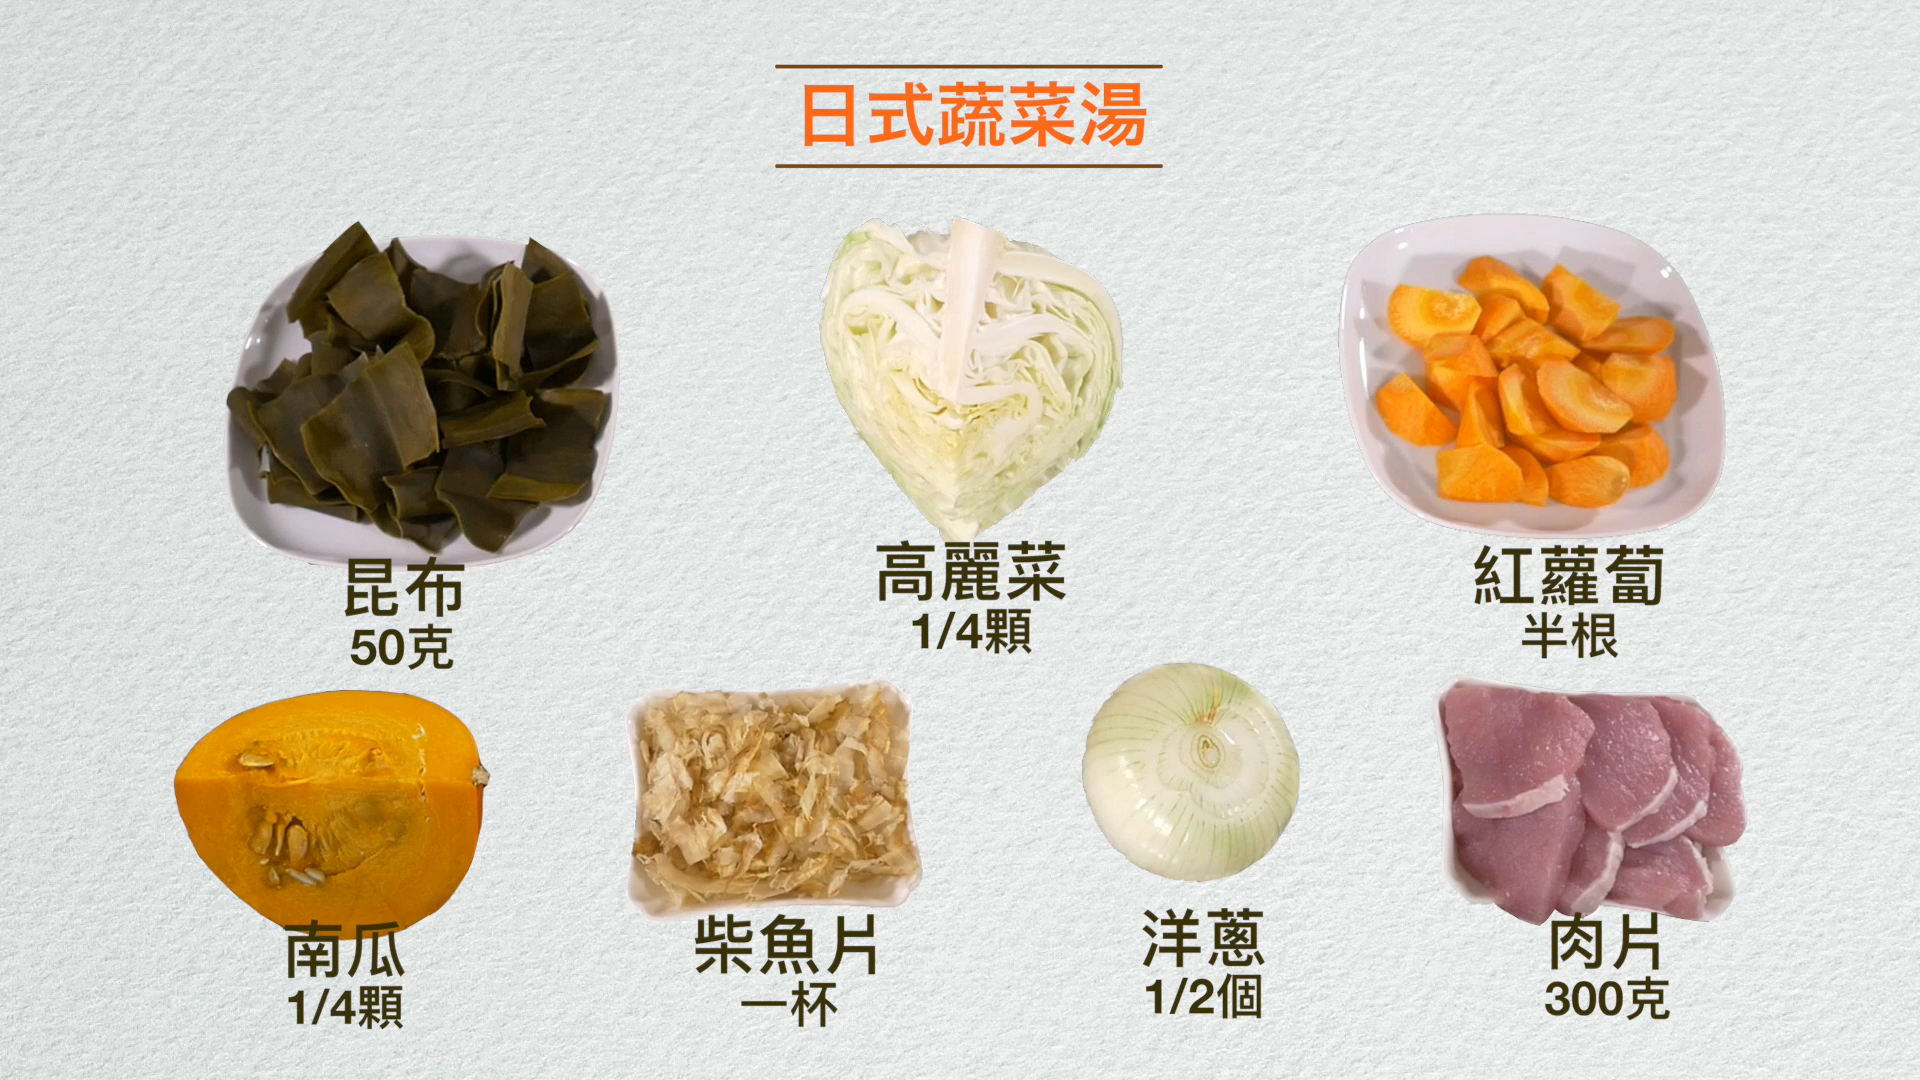 日式蔬菜湯
昆布
50克
高麗菜
1/4顆
紅蘿蔔
半根
南瓜
1/4顆
柴魚片
一杯
洋蔥
1/2個
肉片
300克